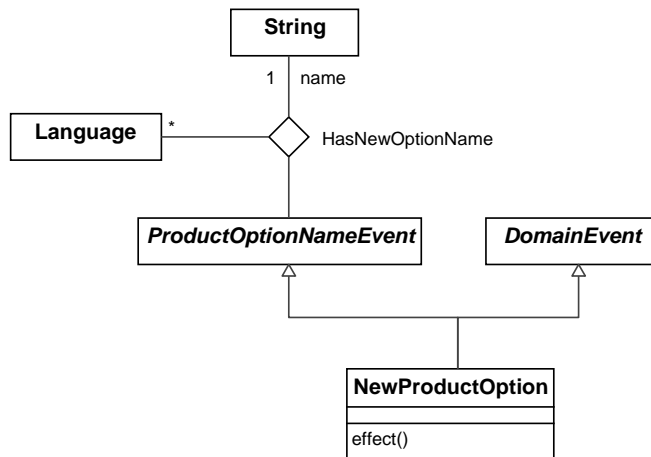 String
1 name
Language
*
HasNewOptionName
ProductOptionNameEvent
DomainEvent
NewProductOption
effect()